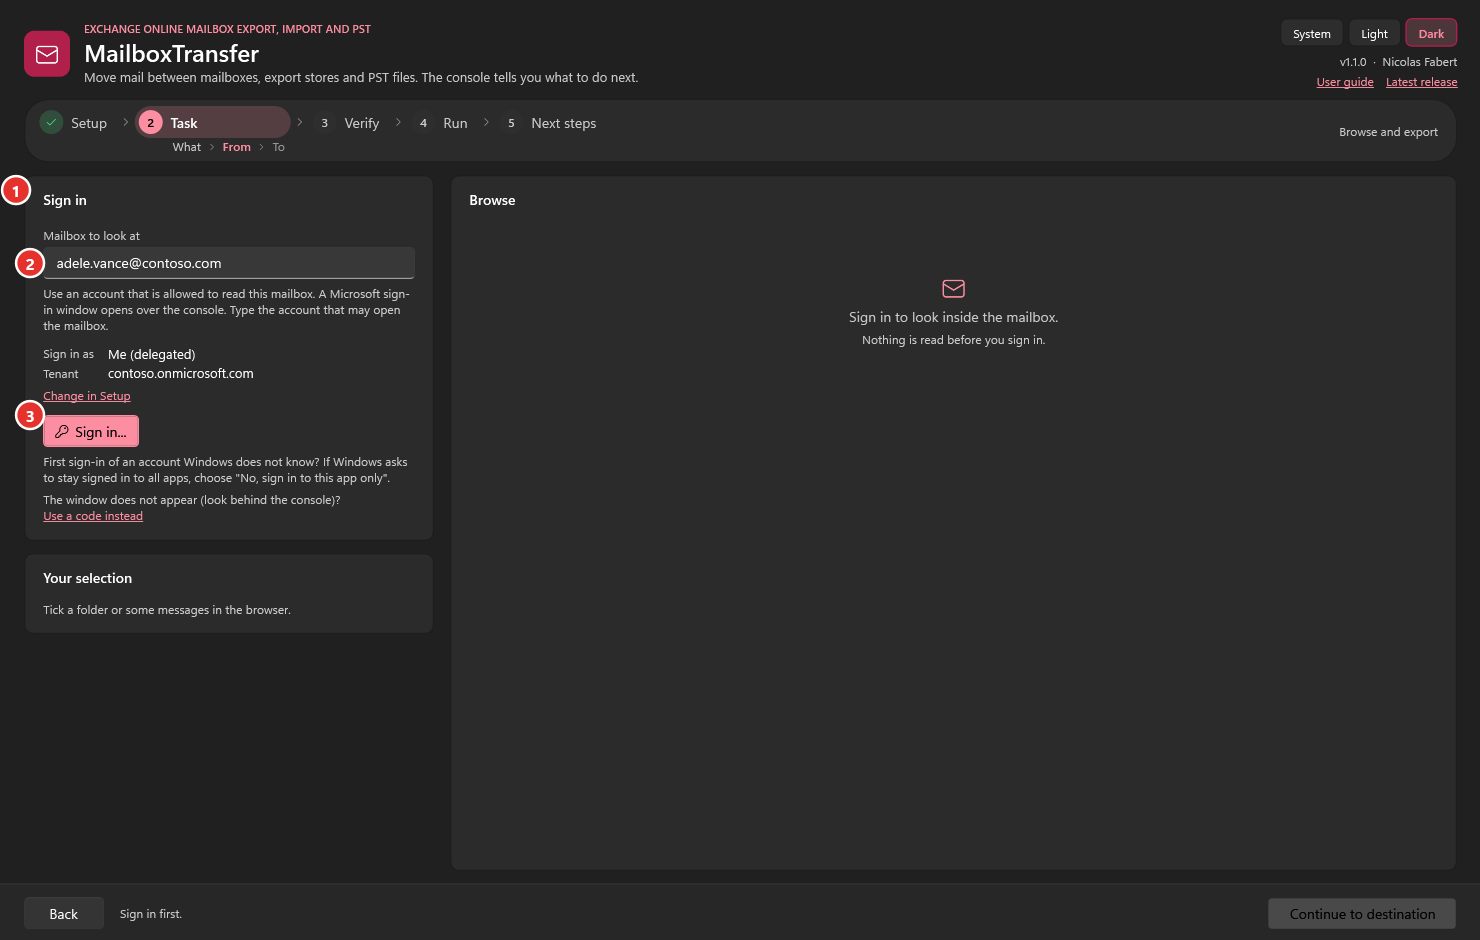 EXCHANGE ONLINE MAILBOX EXPORT, IMPORT AND PST
MailboxTransfer
Move mail between mailboxes, export stores and PST files. The console tells you what to do next.
System
Light
Dark
v1.1.0 · Nicolas Fabert
User guide
Latest release
Setup
2
Task
3
Verify
4
Run
5
Next steps
What
From
To
Browse and export
1
Sign in
Mailbox to look at
2
adele.vance@contoso.com
Use an account that is allowed to read this mailbox. A Microsoft sign-
in window opens over the console. Type the account that may open
the mailbox.
Sign in as Me (delegated)
Tenant contoso.onmicrosoft.com
Change in Setup
3
Sign in...
First sign-in of an account Windows does not know? If Windows asks
to stay signed in to all apps, choose "No, sign in to this app only".
The window does not appear (look behind the console)?
Use a code instead
Your selection
Tick a folder or some messages in the browser.
Browse
Sign in to look inside the mailbox.
Nothing is read before you sign in.
Back
Sign in first.
Continue to destination